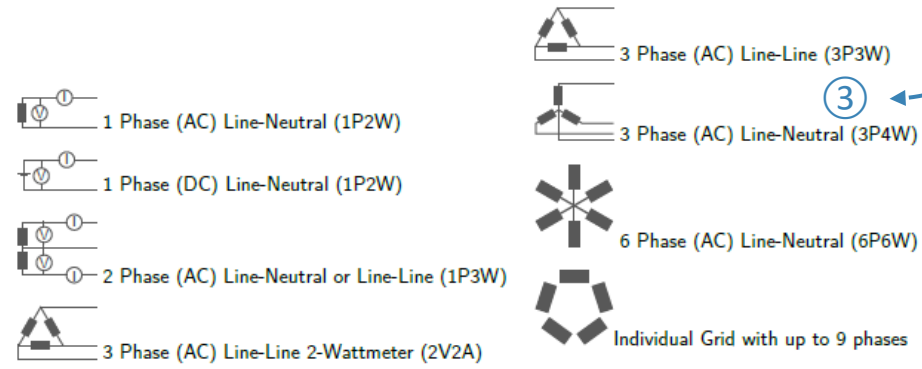 1 Phase (AC) Line-Neutral (1P2W)
1 Phase (DC) Line-Neutral (1P2W)
2 Phase (AC) Line-Neutral or Line-Line (1P3W)
3 Phase (AC) Line-Line 2-Wattmeter (2V2A)
3 Phase (AC) Line-Line (3P3W)
3
3 Phase (AC) Line-Neutral (3P4W)
6 Phase (AC) Line-Neutral (6P6W)
Individual Grid with up to 9 phases
I
V
I
V
I
V
V
I